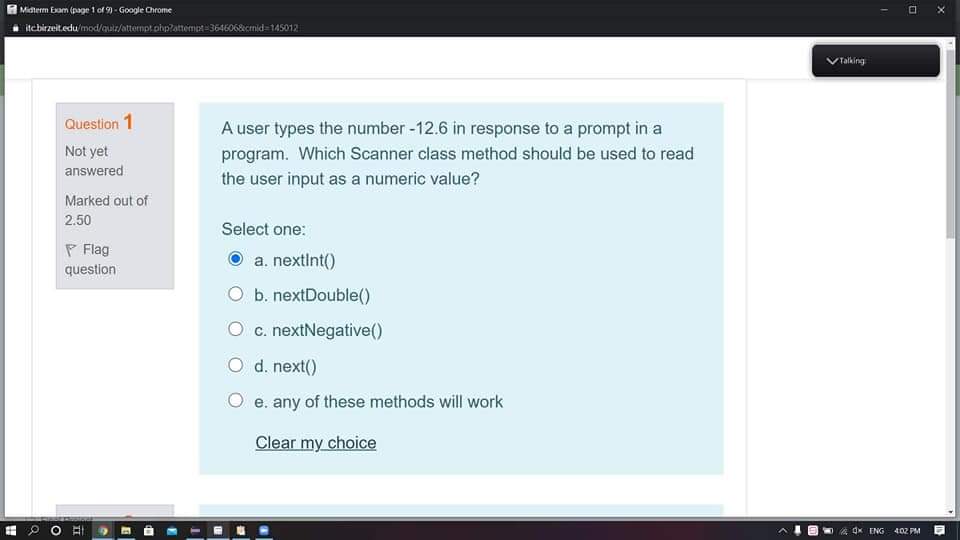 Midterm Exam (page 1 of 9) - Google Chrome
itc.birzeit.edu/mod/quiz/attempt.php?attempt=364606&cmid=145012
Talking:
Question 1
Not yet
answered
Marked out of
2.50
Flag
question
A user types the number -12.6 in response to a prompt in a
program. Which Scanner class method should be used to read
the user input as a numeric value?
Select one:
a. nextInt()
b. nextDouble()
c. nextNegative()
d. next()
e. any of these methods will work
Clear my choice
ENG
4:02 PM